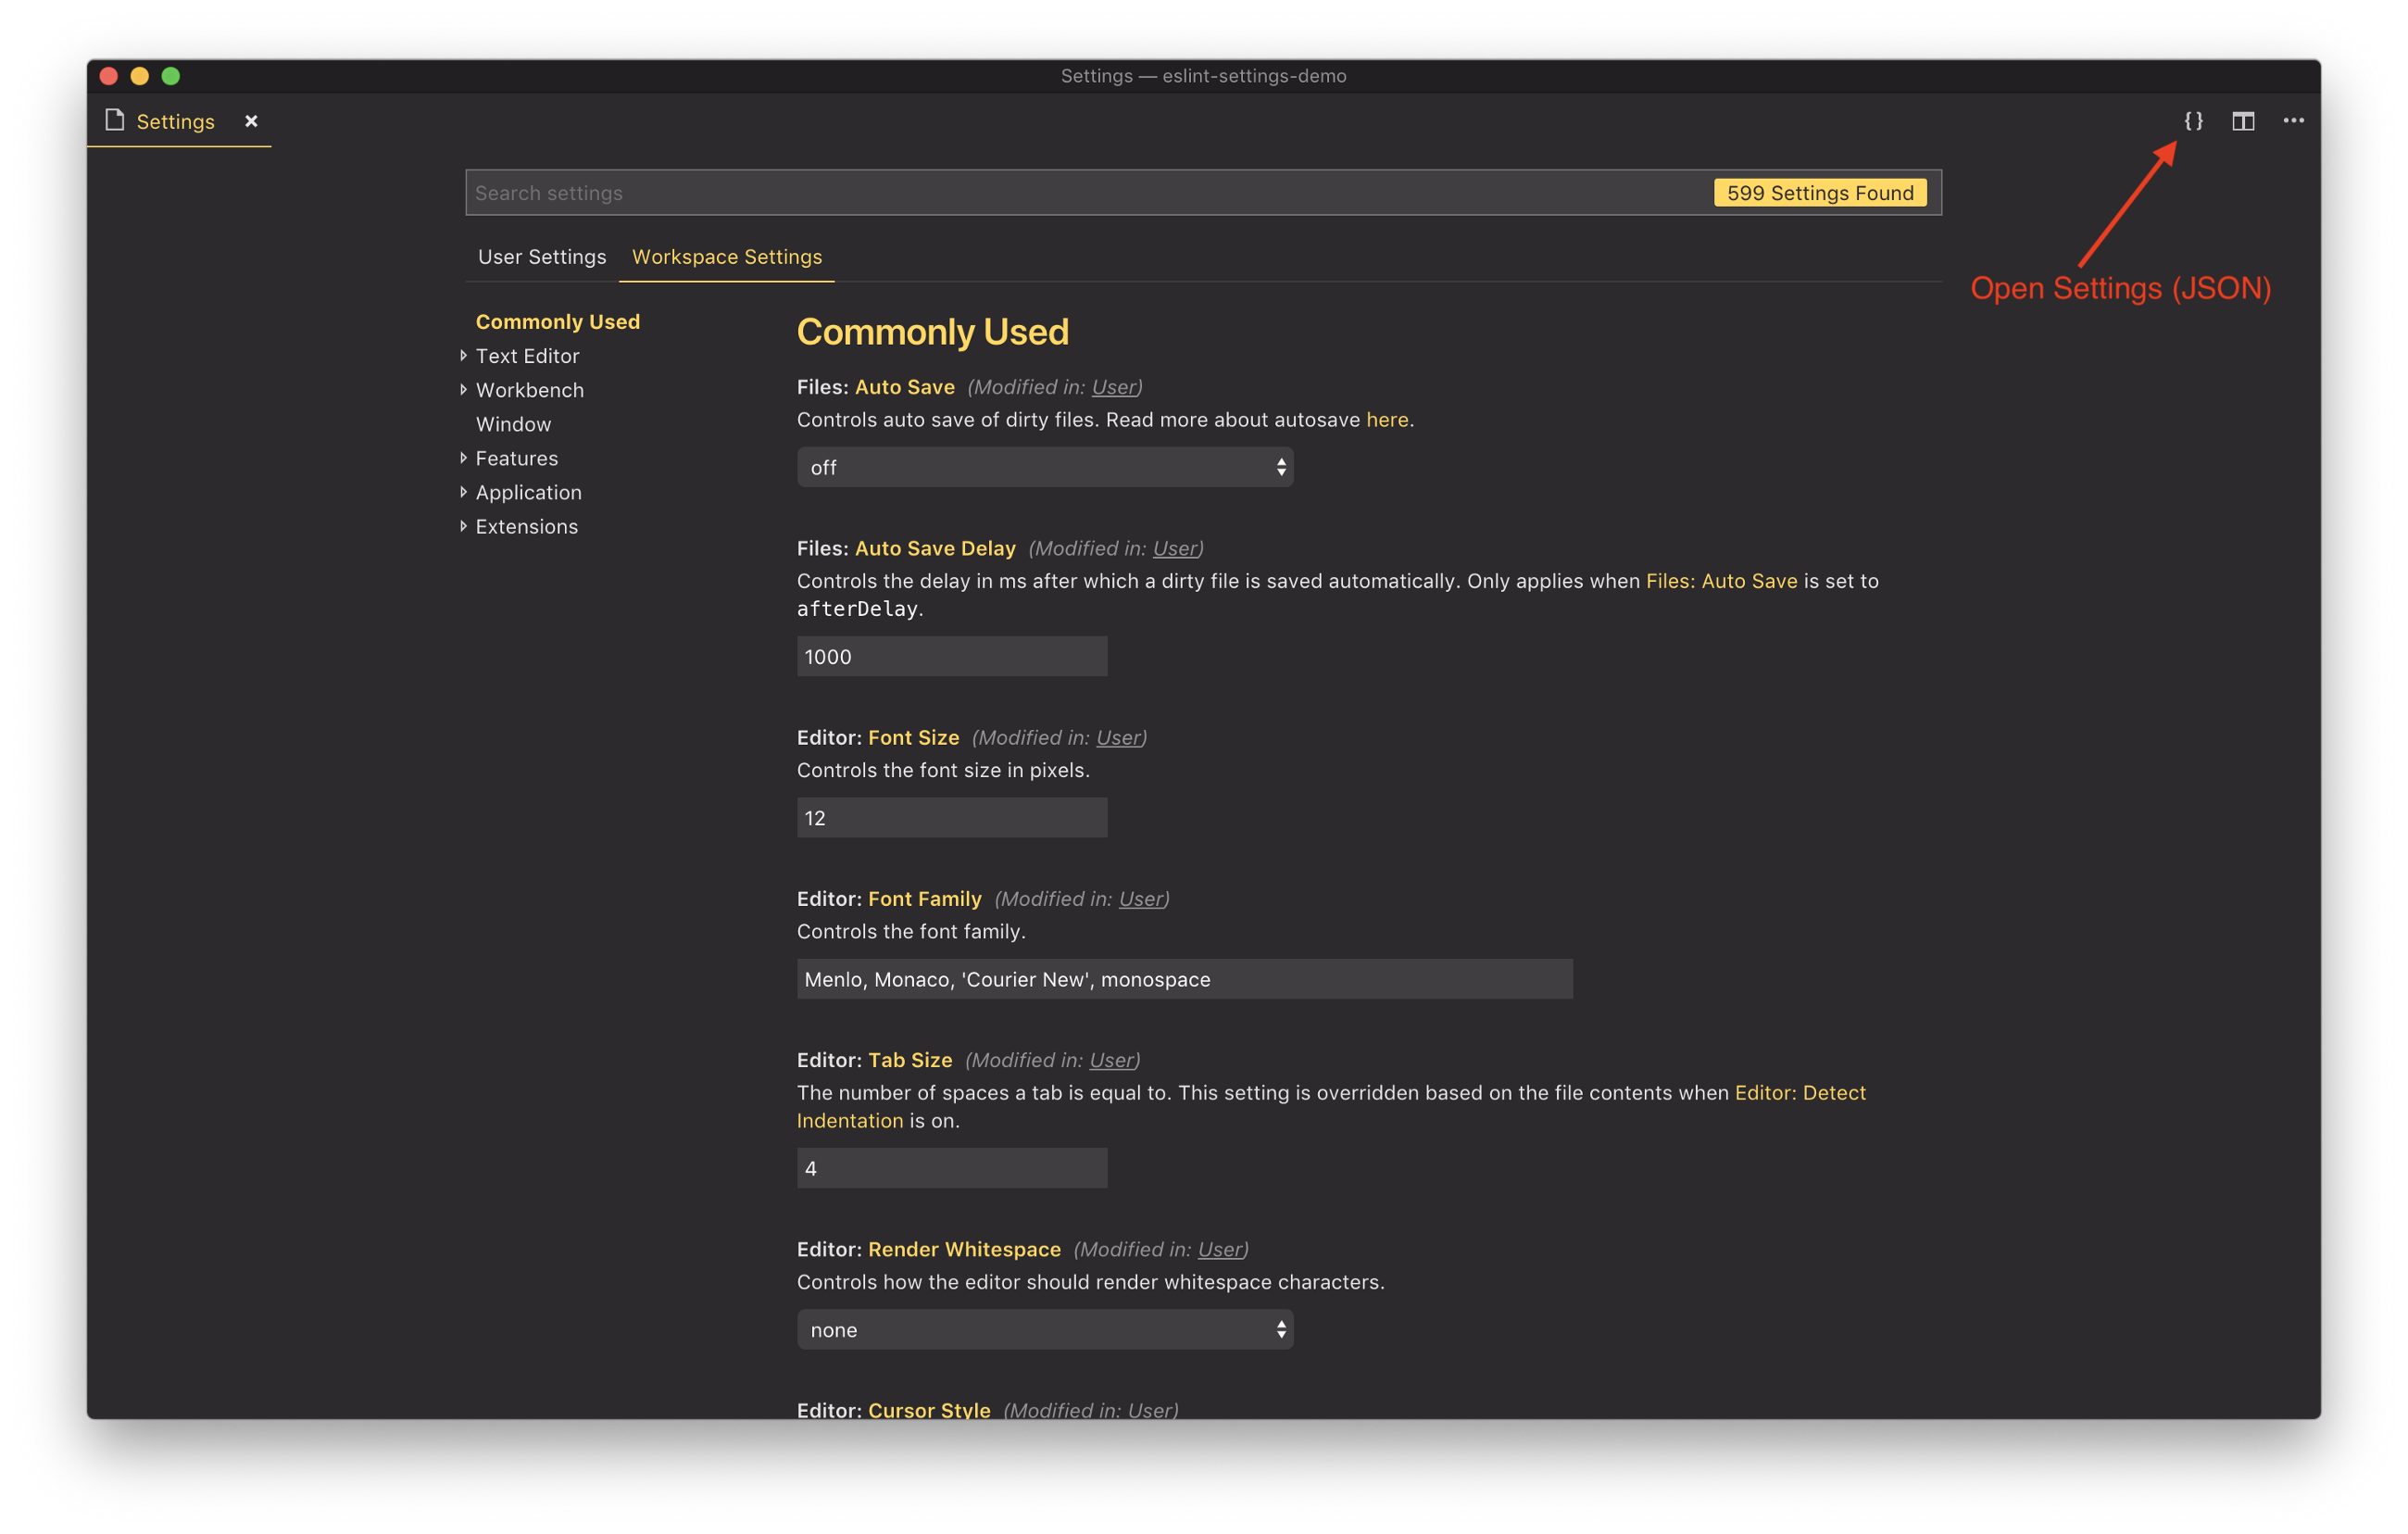 Settings — eslint-settings-demo
Settings
{}
Search settings
599 Settings Found
User Settings
Workspace Settings
Open Settings (JSON)
Commonly Used
Text Editor
Workbench
Window
Features
Application
Extensions
Commonly Used
Files: Auto Save (Modified in: User)
Controls auto save of dirty files. Read more about autosave here.
off
Files: Auto Save Delay (Modified in: User)
Controls the delay in ms after which a dirty file is saved automatically. Only applies when Files: Auto Save is set to
afterDelay.
1000
Editor: Font Size (Modified in: User)
Controls the font size in pixels.
12
Editor: Font Family (Modified in: User)
Controls the font family.
Menlo, Monaco, 'Courier New', monospace
Editor: Tab Size (Modified in: User)
The number of spaces a tab is equal to. This setting is overridden based on the file contents when Editor: Detect
Indentation is on.
4
Editor: Render Whitespace (Modified in: User)
Controls how the editor should render whitespace characters.
none
Editor: Cursor Style (Modified in: User)